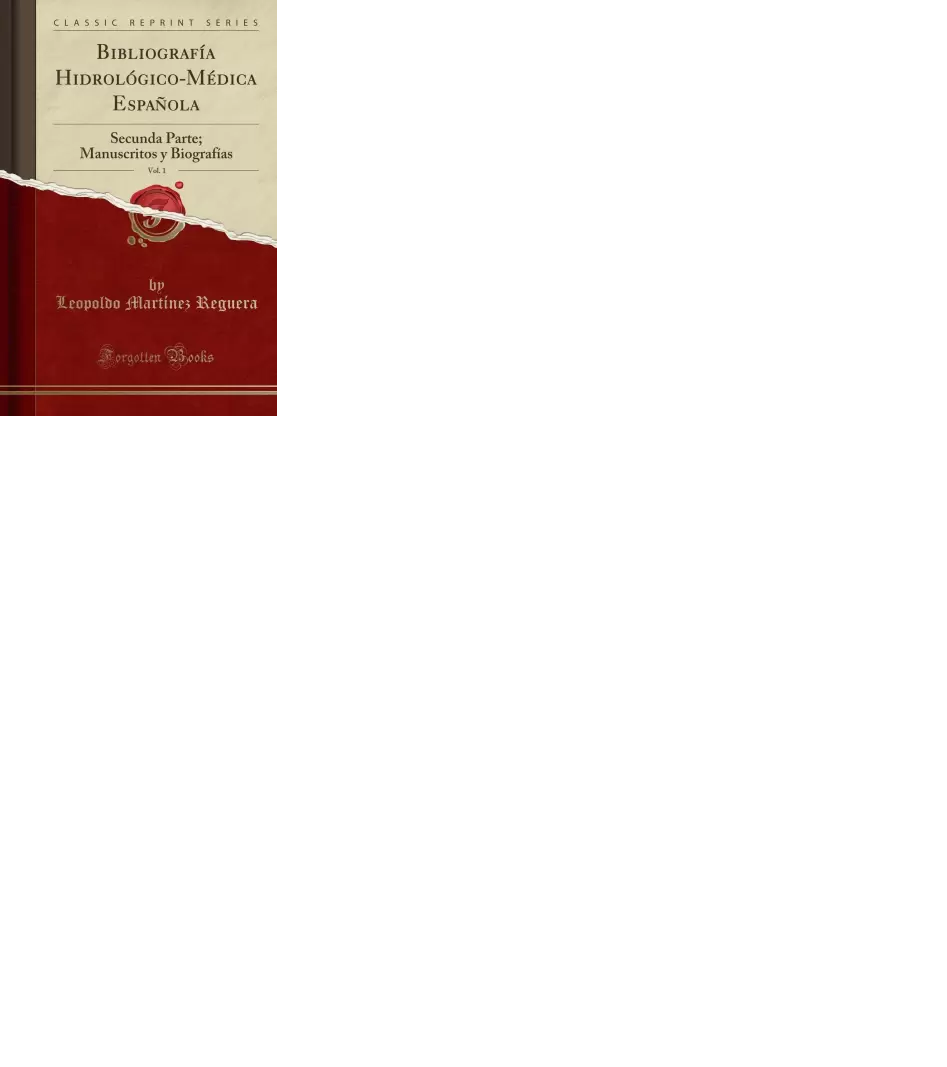 CLASSIC REPRINT SERIES
BIBLIOGRAFÍA
HIDROLÓGICO-MÉDICA
ESPAÑOLA
Secunda Parte;
Manuscritos y Biografías
Vol. 1
by
Leopoldo Martínez Reguera
Forgotten Books